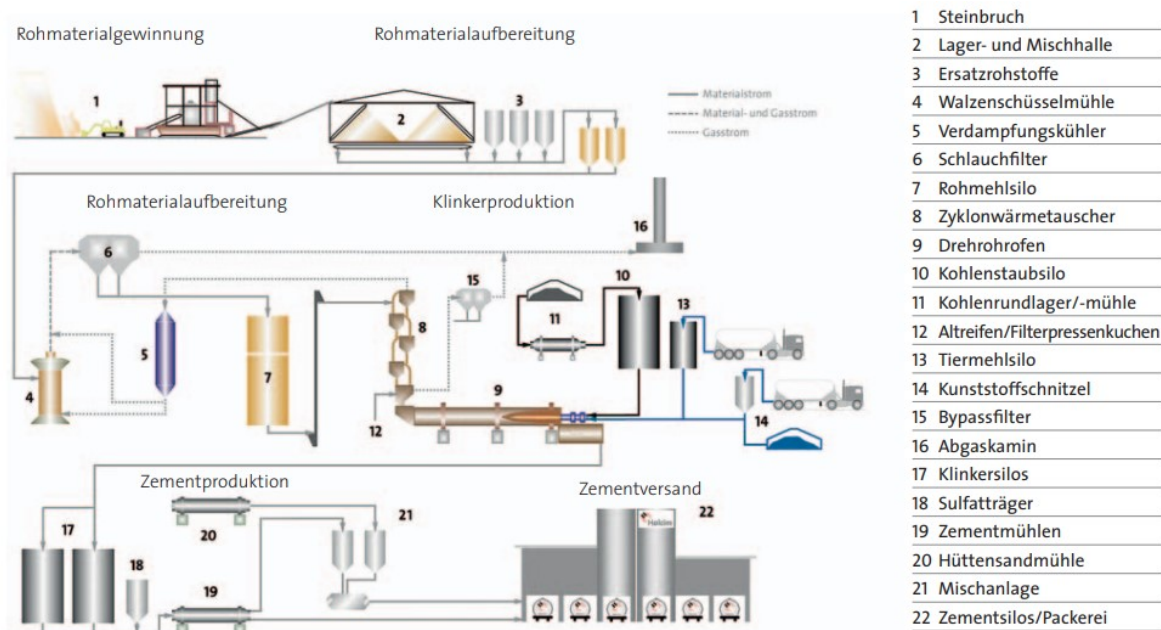 Rohmaterialgewinnung
Rohmaterialaufbereitung
1
2
3
Materialstrom
Material- und Gasstrom
Gasstrom
Rohmaterialaufbereitung
Klinkerproduktion
16
6
15
10
11
13
8
5
7
4
9
12
14
Zementproduktion
Zementversand
17
20
21
22
Holcim
18
19
1 Steinbruch
2 Lager- und Mischhalle
3 Ersatzrohstoffe
4 Walzenschüsselmühle
5 Verdampfungskühler
6 Schlauchfilter
7 Rohmehlsilo
8 Zyklonwärmetauscher
9 Drehrohrofen
10 Kohlenstaubsilo
11 Kohlenrundlager/-mühle
12 Altreifen/Filterpressenkuchen
13 Tiermehlsilo
14 Kunststoffschnitzel
15 Bypassfilter
16 Abgaskamin
17 Klinkersilos
18 Sulfatträger
19 Zementmühlen
20 Hüttensandmühle
21 Mischanlage
22 Zementsilos/Packerei